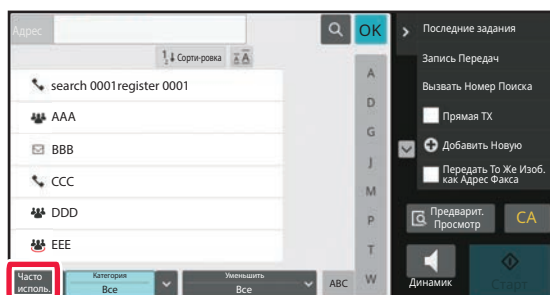 Адрес
OK
1 2 Сорти-ровка
A A
search 0001register 0001
AAA
BBB
CCC
DDD
EEE
A
D
G
J
M
P
T
W
Часто
исполь.
Категория
Все
Уменьшить
Все
ABC
Последние задания
Запись Передач
Вызвать Номер Поиска
Прямая TX
Добавить Новую
Передать То Же Изоб.
как Адрес Факса
Предварит.
Просмотр
CA
Динамик
Старт